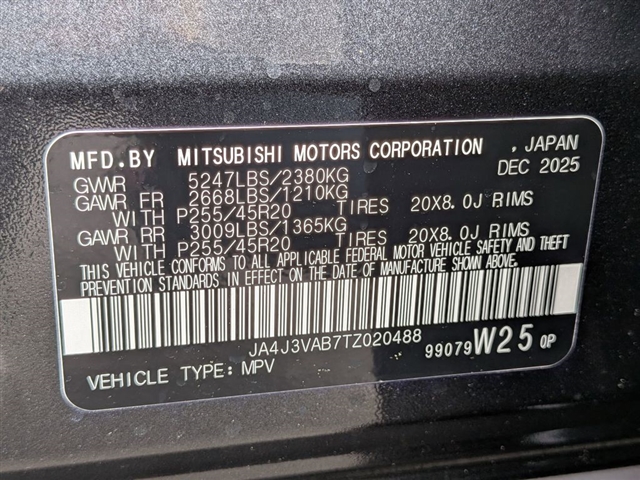 MFD.BY MITSUBISHI MOTORS CORPORATION , JAPAN
GWWR 5247LBS/2380KG DEC 2025
GAWR FR 2668LBS/1210KG
WITH P255/45R20 TIRES 20X8.0J RIMS
GAWR RR 3009LBS/1365KG
WITH P255/45R20 TIRES 20X8.0J RIMS
THIS VEHICLE CONFORMS TO ALL APPLICABLE FEDERAL MOTOR VEHICLE SAFETY AND THEFT
PREVENTION STANDARDS IN EFFECT ON THE DATE OF MANUFACTURE SHOWN ABOVE.
JA4J3VAB7TZ020488
99079 W25 0P
VEHICLE TYPE: MPV